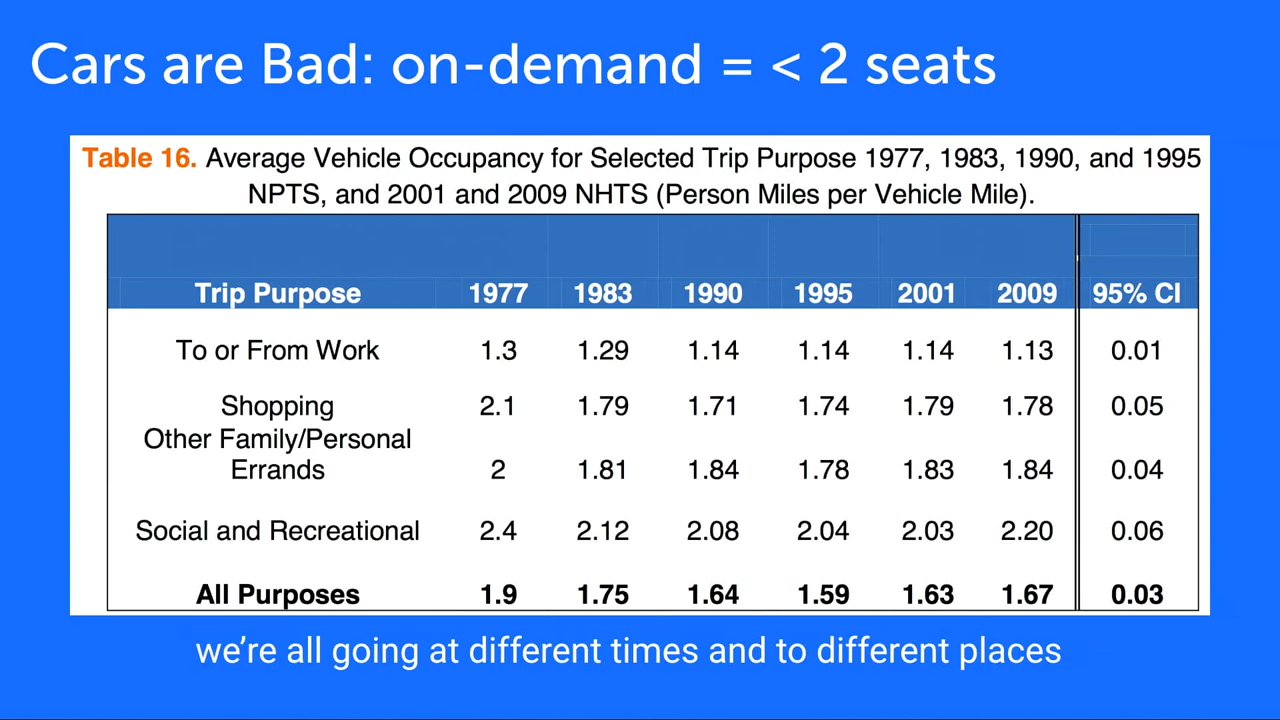 Cars are Bad: on-demand = < 2 seats
Table 16. Average Vehicle Occupancy for Selected Trip Purpose 1977, 1983, 1990, and 1995
NPTS, and 2001 and 2009 NHTS (Person Miles per Vehicle Mile).
Trip Purpose 1977 1983 1990 1995 2001 2009 95% CI
To or From Work 1.3 1.29 1.14 1.14 1.14 1.13 0.01
Shopping 2.1 1.79 1.71 1.74 1.79 1.78 0.05
Other Family/Personal
Errands 2 1.81 1.84 1.78 1.83 1.84 0.04
Social and Recreational 2.4 2.12 2.08 2.04 2.03 2.20 0.06
All Purposes 1.9 1.75 1.64 1.59 1.63 1.67 0.03
we’re all going at different times and to different places